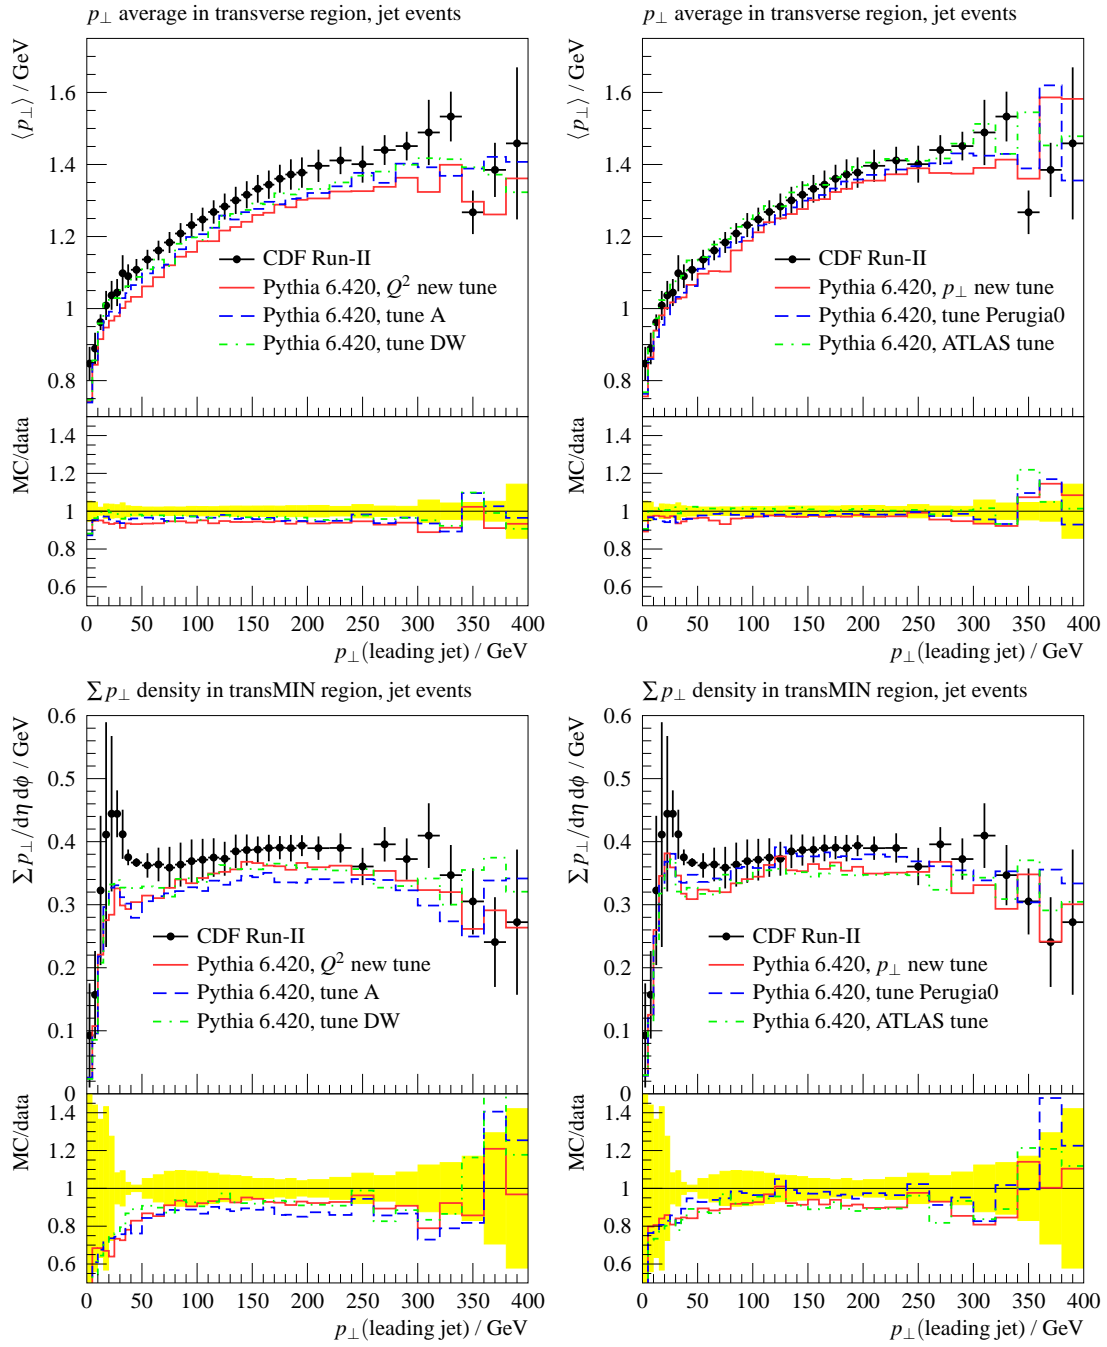 p⊥ average in transverse region, jet events
⟨p⊥⟩ / GeV
1.6
1.4
1.2
1
0.8
CDF Run-II
Pythia 6.420, Q² new tune
Pythia 6.420, tune A
Pythia 6.420, tune DW
MC/data
1.4
1.2
1
0.8
0.6
0 50 100 150 200 250 300 350 400
p⊥(leading jet) / GeV
p⊥ average in transverse region, jet events
⟨p⊥⟩ / GeV
1.6
1.4
1.2
1
0.8
CDF Run-II
Pythia 6.420, p⊥ new tune
Pythia 6.420, tune Perugia0
Pythia 6.420, ATLAS tune
MC/data
1.4
1.2
1
0.8
0.6
0 50 100 150 200 250 300 350 400
p⊥(leading jet) / GeV
∑ p⊥ density in transMIN region, jet events
∑ p⊥/dη dϕ / GeV
0.6
0.5
0.4
0.3
0.2
0.1
0
CDF Run-II
Pythia 6.420, Q² new tune
Pythia 6.420, tune A
Pythia 6.420, tune DW
MC/data
1.4
1.2
1
0.8
0.6
0 50 100 150 200 250 300 350 400
p⊥(leading jet) / GeV
∑ p⊥ density in transMIN region, jet events
∑ p⊥/dη dϕ / GeV
0.6
0.5
0.4
0.3
0.2
0.1
0
CDF Run-II
Pythia 6.420, p⊥ new tune
Pythia 6.420, tune Perugia0
Pythia 6.420, ATLAS tune
MC/data
1.4
1.2
1
0.8
0.6
0 50 100 150 200 250 300 350 400
p⊥(leading jet) / GeV